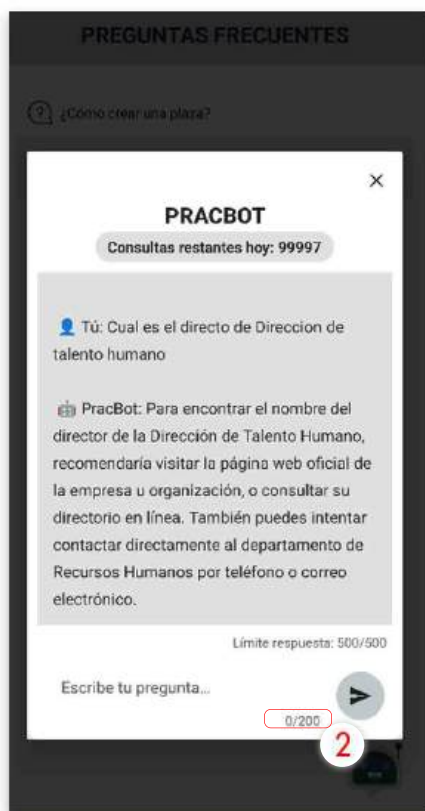 PREGUNTAS FRECUENTES
¿Cómo crear una plaza?
×
PRACBOT
Consultas restantes hoy: 99997
👤 Tú: Cual es el directo de Direccion de
talento humano
🤖 PracBot: Para encontrar el nombre del
director de la Dirección de Talento Humano,
recomendaría visitar la página web oficial de
la empresa u organización, o consultar su
directorio en línea. También puedes intentar
contactar directamente al departamento de
Recursos Humanos por teléfono o correo
electrónico.
Límite respuesta: 500/500
Escribe tu pregunta...
0/200
2